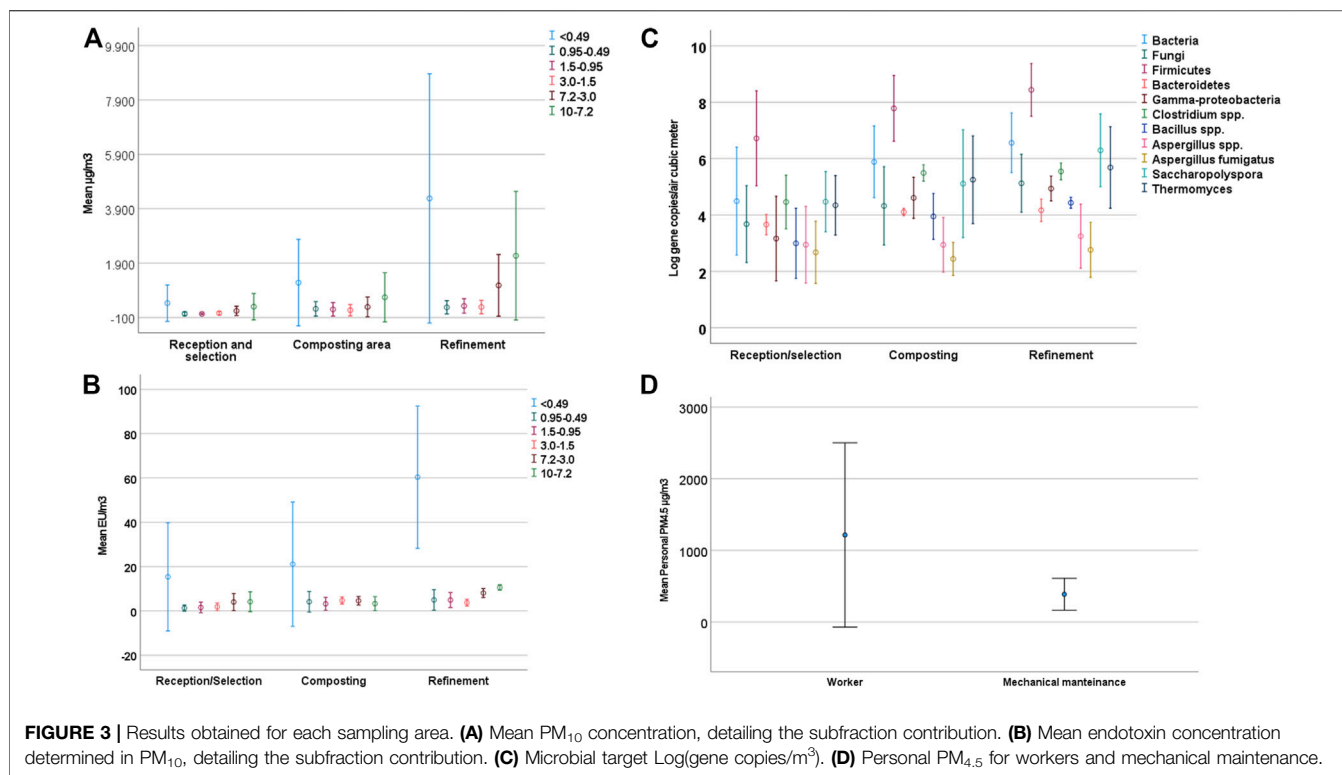 A
Mean µg/m3
9.900
7.900
5.900
3.900
1.900
-100
Reception and selection
Composting area
Refinement
<0.49
0.95-0.49
1.5-0.95
3.0-1.5
7.2-3.0
10-7.2
C
Log gene copies/air cubic meter
10
8
6
4
2
0
Reception/selection
Composting
Refinement
Bacteria
Fungi
Firmicutes
Bacteroidetes
Gamma-proteobacteria
Clostridium spp.
Bacillus spp.
Aspergillus spp.
Aspergillus fumigatus
Saccharopolyspora
Thermomyces
B
Mean EU/m3
100
80
60
40
20
0
-20
Reception/Selection
Composting
Refinement
<0.49
0.95-0.49
1.5-0.95
3.0-1.5
7.2-3.0
10-7.2
D
Mean Personal PM4.5 µg/m3
3000
2000
1000
0
Worker
Mechanical manteinance
FIGURE 3 | Results obtained for each sampling area. (A) Mean PM₁₀ concentration, detailing the subfraction contribution. (B) Mean endotoxin concentration
determined in PM₁₀, detailing the subfraction contribution. (C) Microbial target Log(gene copies/m³). (D) Personal PM₄.₅ for workers and mechanical maintenance.